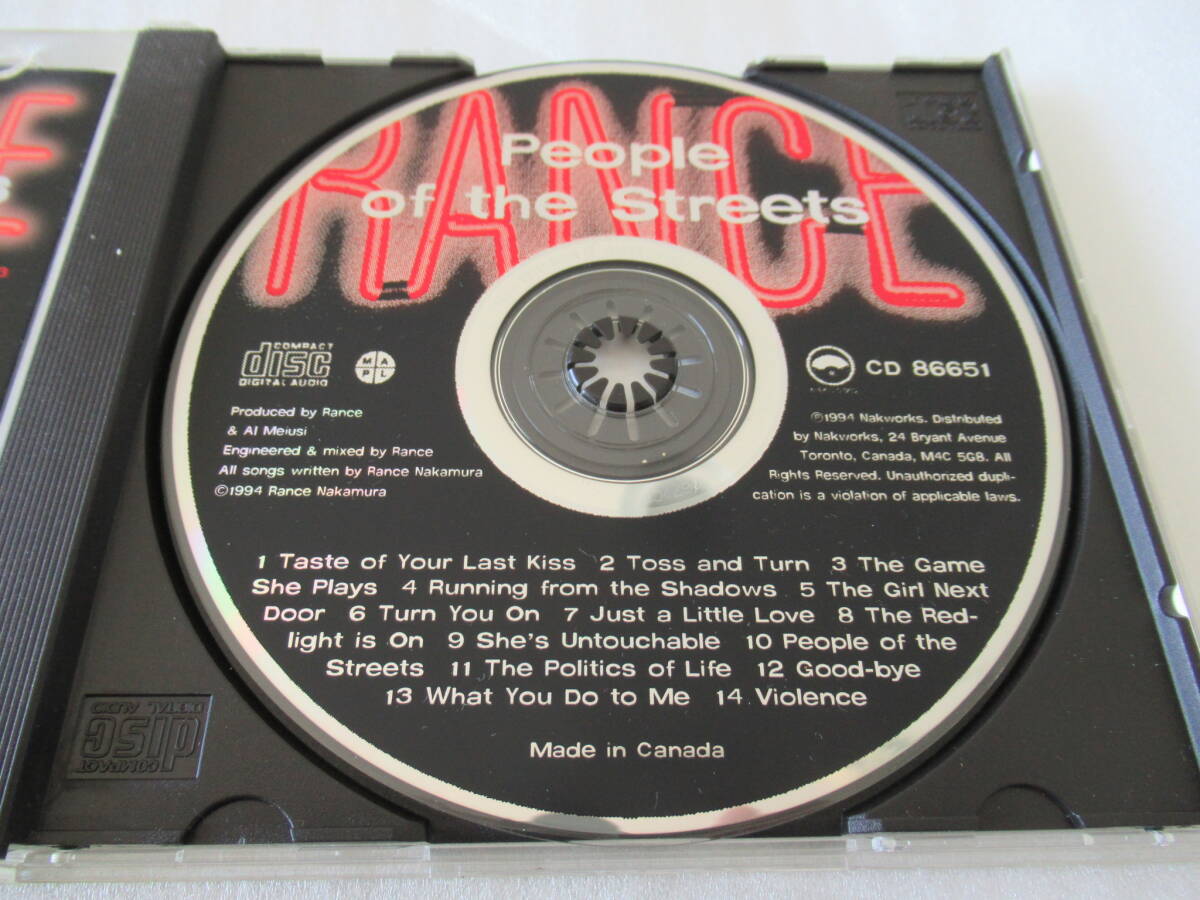 RANCE
People
of the Streets
COMPACT
disc
DIGITAL AUDIO
M A
P L
CD 86651
Produced by Rance
& Al Meiusi
Engineered & mixed by Rance
All songs written by Rance Nakamura
©1994 Rance Nakamura
℗1994 Nakworks. Distributed
by Nakworks, 24 Bryant Avenue
Toronto, Canada, M4C 5G8. All
Rights Reserved. Unauthorized dupli-
cation is a violation of applicable laws.
1 Taste of Your Last Kiss 2 Toss and Turn 3 The Game
She Plays 4 Running from the Shadows 5 The Girl Next
Door 6 Turn You On 7 Just a Little Love 8 The Red-
light is On 9 She's Untouchable 10 People of the
Streets 11 The Politics of Life 12 Good-bye
13 What You Do to Me 14 Violence
Made in Canada
COMPACT
disc
DIGITAL AUDIO